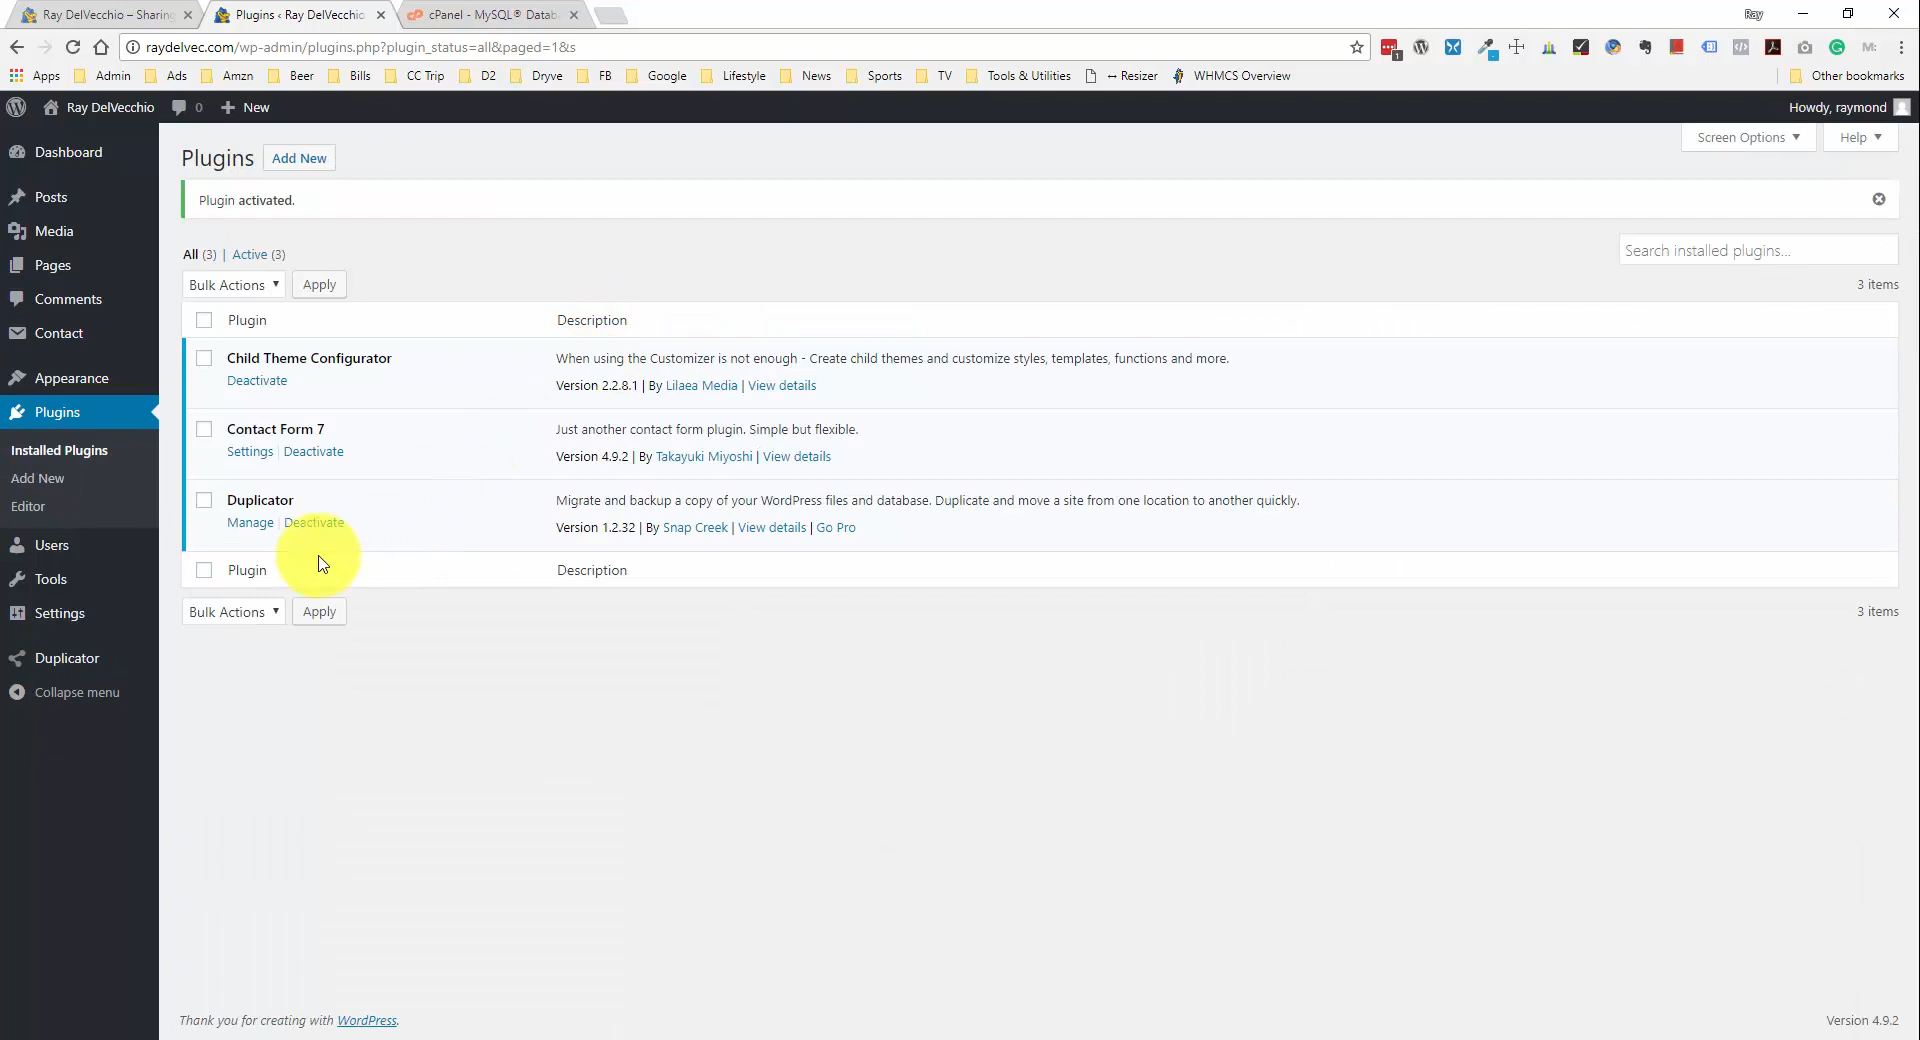 Ray DelVecchio – Sharing
Plugins ‹ Ray DelVecchio
cPanel - MySQL® Datab
Ray
raydelvec.com/wp-admin/plugins.php?plugin_status=all&paged=1&s
Apps Admin Ads Amzn Beer Bills CC Trip D2 Dryve FB Google Lifestyle News Sports TV Tools & Utilities ↔ Resizer WHMCS Overview Other bookmarks
Ray DelVecchio 0 New Howdy, raymond
Screen Options Help
Dashboard
Posts
Media
Pages
Comments
Contact
Appearance
Plugins
Installed Plugins
Add New
Editor
Users
Tools
Settings
Duplicator
Collapse menu
Plugins Add New
Plugin activated.
All (3) | Active (3)
Search installed plugins...
Bulk Actions Apply
3 items
Plugin Description
Child Theme Configurator
Deactivate
When using the Customizer is not enough - Create child themes and customize styles, templates, functions and more.
Version 2.2.8.1 | By Lilaea Media | View details
Contact Form 7
Settings | Deactivate
Just another contact form plugin. Simple but flexible.
Version 4.9.2 | By Takayuki Miyoshi | View details
Duplicator
Manage | Deactivate
Migrate and backup a copy of your WordPress files and database. Duplicate and move a site from one location to another quickly.
Version 1.2.32 | By Snap Creek | View details | Go Pro
Plugin Description
Bulk Actions Apply
3 items
Thank you for creating with WordPress.
Version 4.9.2